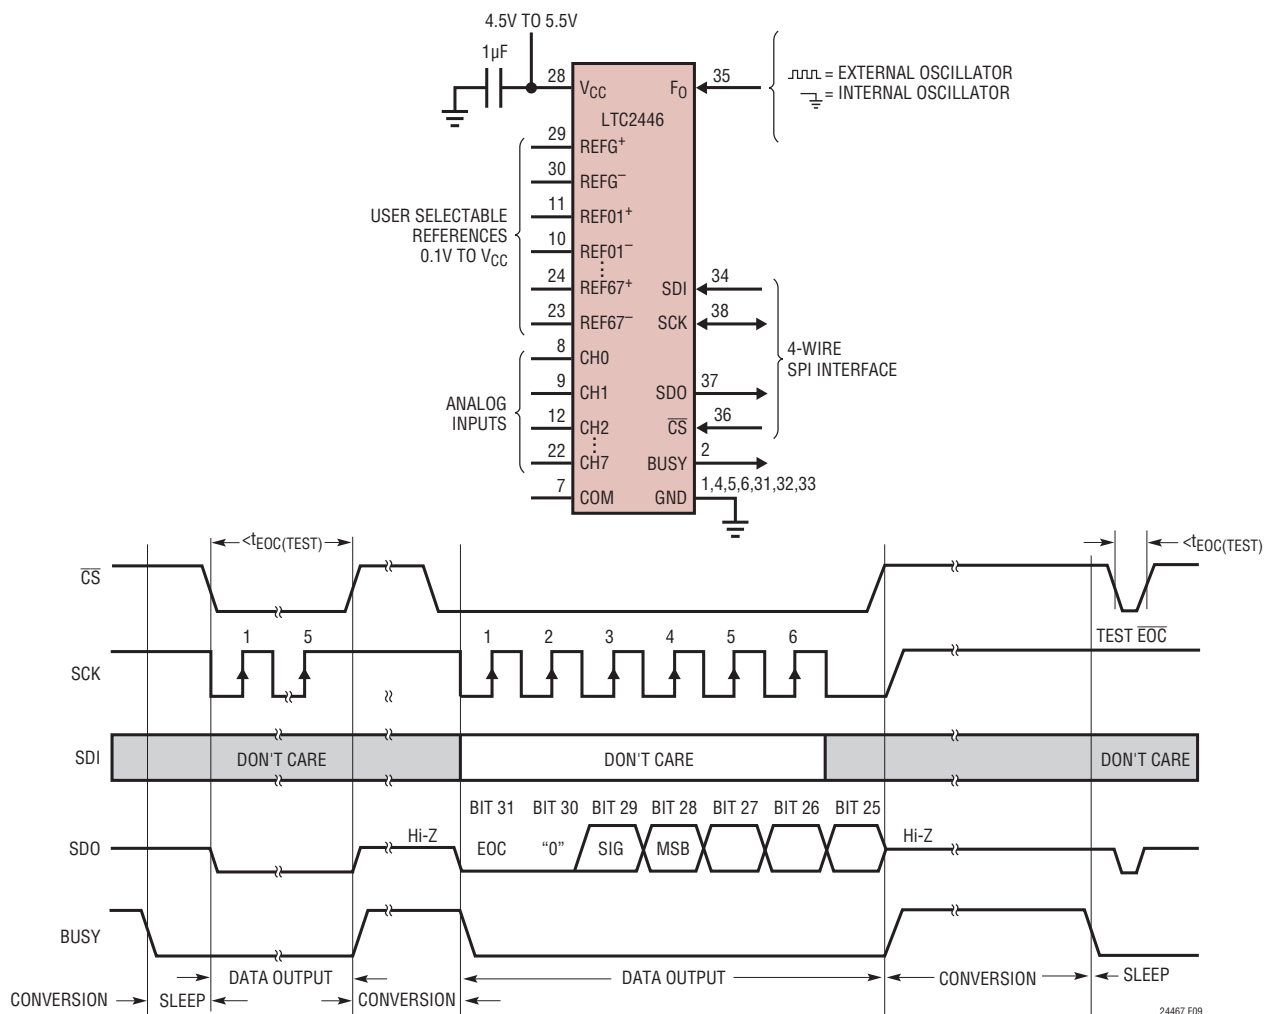 4.5V TO 5.5V
1µF
28
VCC
FO
35
= EXTERNAL OSCILLATOR
= INTERNAL OSCILLATOR
LTC2446
29
REFG+
30
REFG–
11
REF01+
10
REF01–
24
REF67+
23
REF67–
USER SELECTABLE
REFERENCES
0.1V TO VCC
8
CH0
9
CH1
12
CH2
22
CH7
7
COM
ANALOG
INPUTS
SDI
34
SCK
38
SDO
37
CS
36
BUSY
2
GND
1,4,5,6,31,32,33
4-WIRE
SPI INTERFACE
<tEOC(TEST)
<tEOC(TEST)
CS
TEST EOC
1
5
1
2
3
4
5
6
SCK
SDI
DON'T CARE
DON'T CARE
DON'T CARE
BIT 31
BIT 30
BIT 29
BIT 28
BIT 27
BIT 26
BIT 25
SDO
Hi-Z
EOC
“0”
SIG
MSB
Hi-Z
BUSY
DATA OUTPUT
DATA OUTPUT
CONVERSION
SLEEP
CONVERSION
SLEEP
CONVERSION
24467 F09